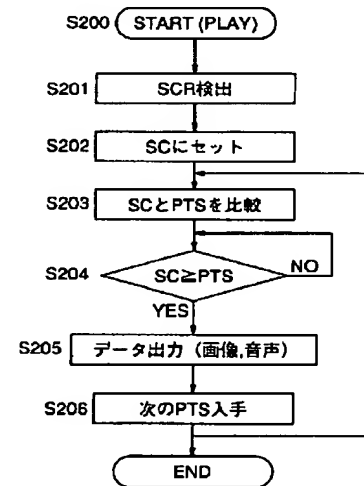 S200 START (PLAY)
S201 SCR検出
S202 SCにセット
S203 SCとPTSを比較
S204 SC≧PTS NO
YES
S205 データ出力 (画像,音声)
S206 次のPTS入手
END